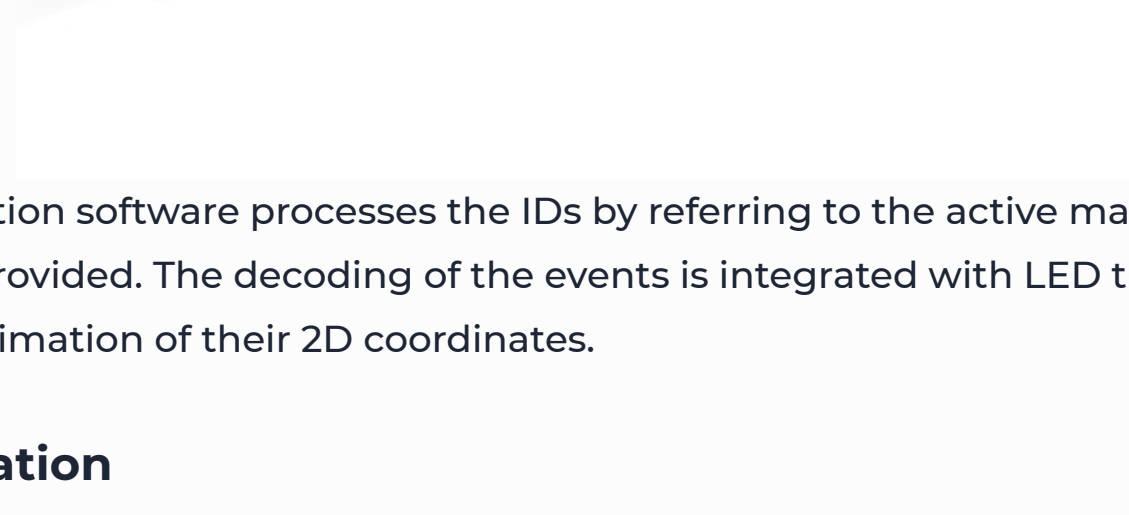 tion software processes the IDs by referring to the active ma
rovided. The decoding of the events is integrated with LED t
imation of their 2D coordinates.
ation